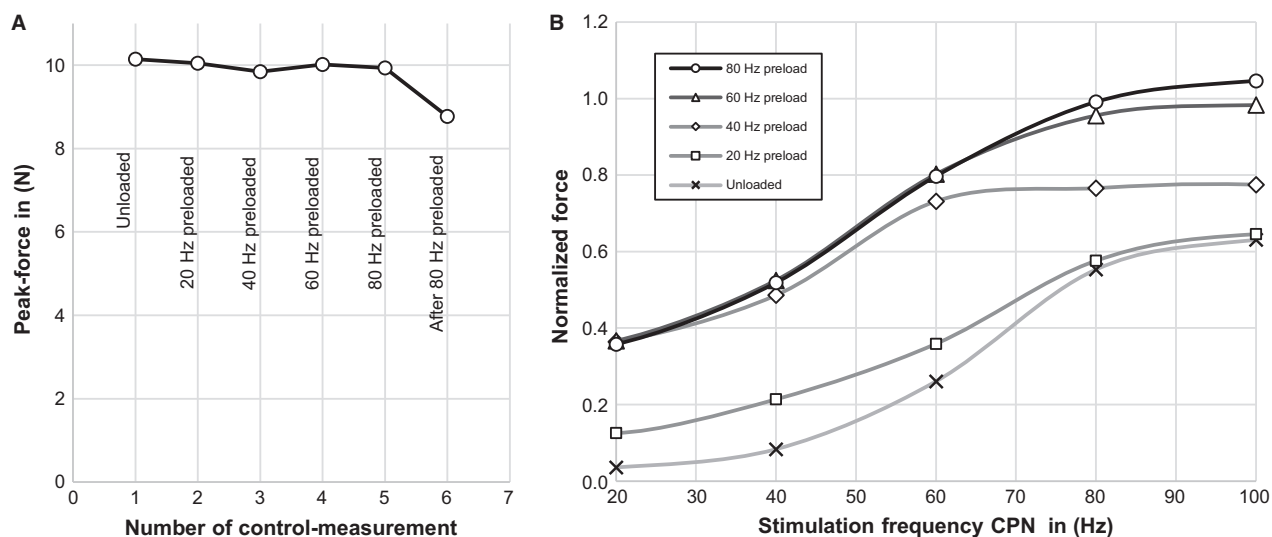 A
Peak-force in (N)
10
8
6
4
2
0
Unloaded
20 Hz preloaded
40 Hz preloaded
60 Hz preloaded
80 Hz preloaded
After 80 Hz preloaded
0 1 2 3 4 5 6 7
Number of control-measurement
B
Normalized force
1.2
1.0
0.8
0.6
0.4
0.2
0.0
80 Hz preload
60 Hz preload
40 Hz preload
20 Hz preload
Unloaded
20 30 40 50 60 70 80 90 100
Stimulation frequency CPN in (Hz)